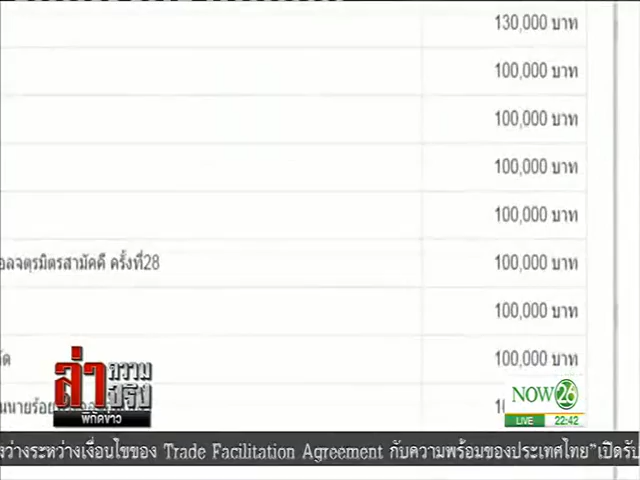 130,000 บาท
100,000 บาท
100,000 บาท
100,000 บาท
100,000 บาท
อลจตุรมิตรสามัคคี ครั้งที่28 100,000 บาท
100,000 บาท
100,000 บาท
ล่า ความจริง
พิกัดข่าว
NOW 26
LIVE 22:42
ระหว่างเงื่อนไขของ Trade Facilitation Agreement กับความพร้อมของประเทศไทย" เปิดรับ